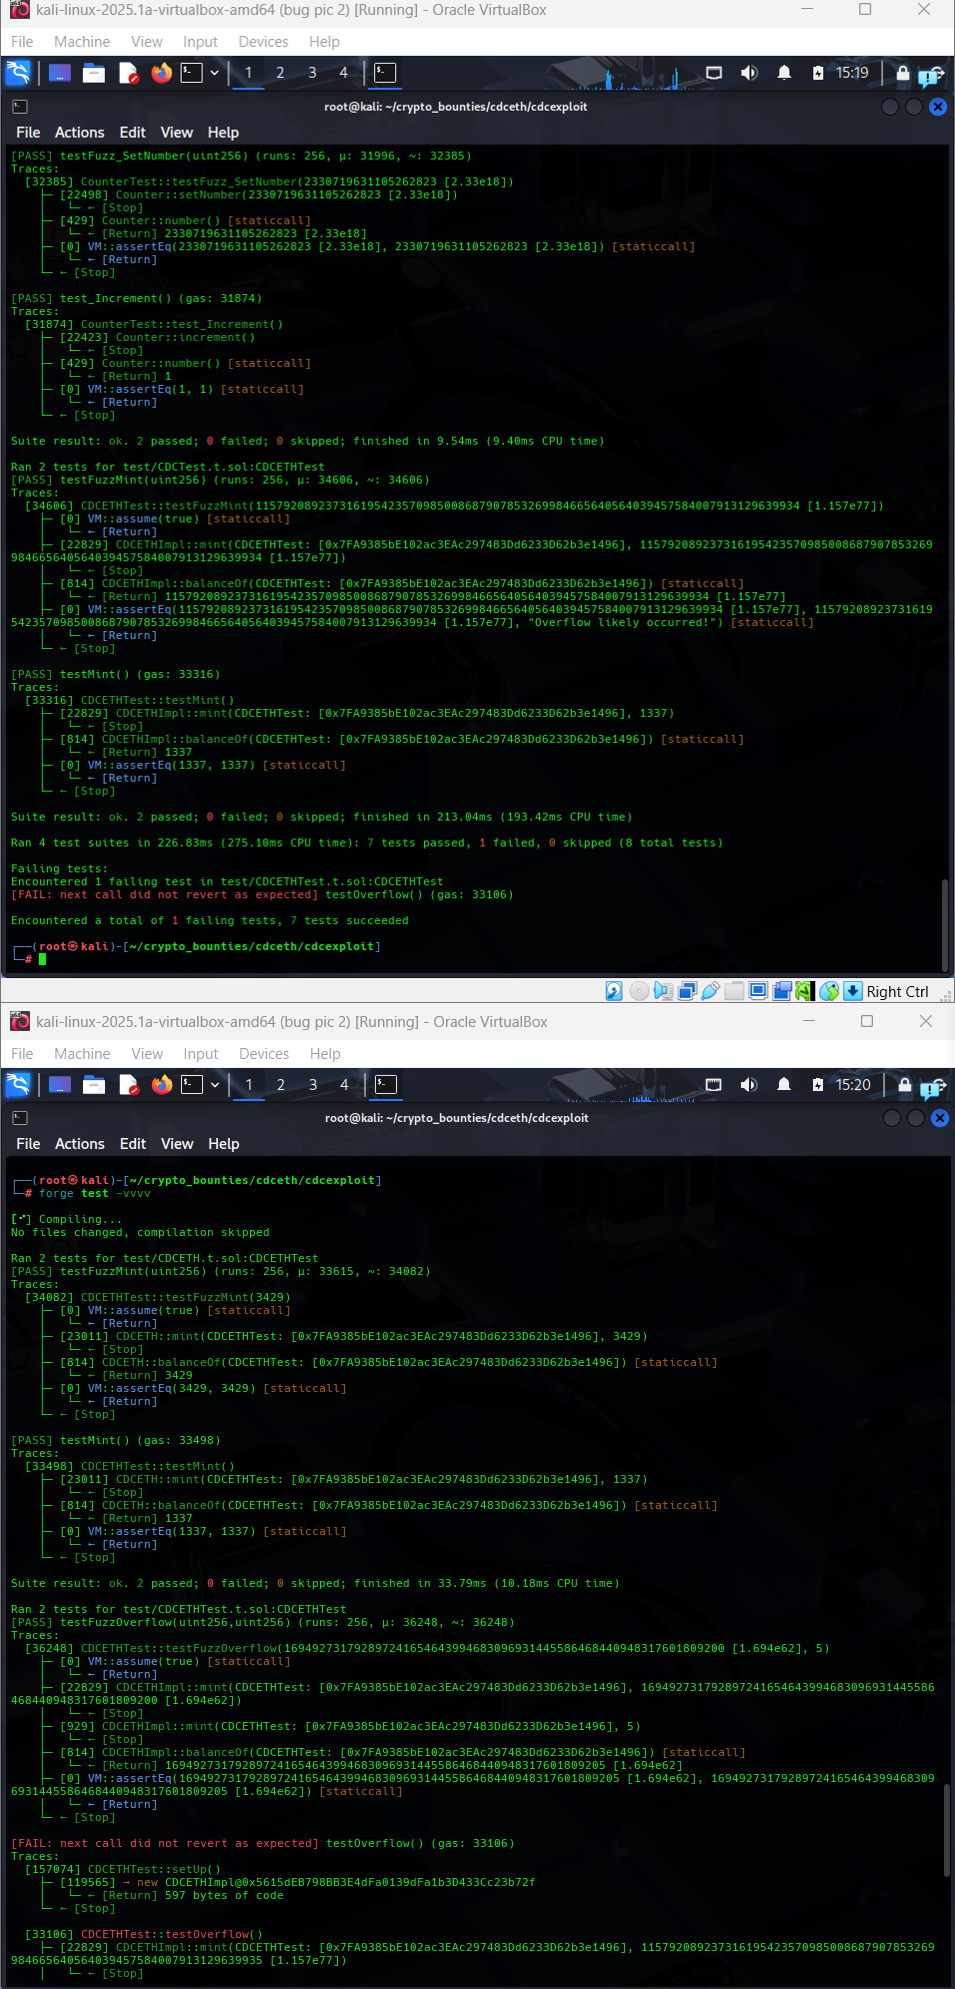 kali-linux-2025.1a-virtualbox-amd64 (bug pic 2) [Running] - Oracle VirtualBox
File Machine View Input Devices Help
1 2 3 4 15:19
root@kali: ~/crypto_bounties/cdceth/cdcexploit
File Actions Edit View Help
[PASS] testFuzz_SetNumber(uint256) (runs: 256, μ: 31996, ~: 32385)
Traces:
[32385] CounterTest::testFuzz_SetNumber(2330719631105262823 [2.33e18])
├─ [22498] Counter::setNumber(2330719631105262823 [2.33e18])
│ └─ ← [Stop]
├─ [429] Counter::number() [staticcall]
│ └─ ← [Return] 2330719631105262823 [2.33e18]
├─ [0] VM::assertEq(2330719631105262823 [2.33e18], 2330719631105262823 [2.33e18]) [staticcall]
│ └─ ← [Return]
└─ ← [Stop]
[PASS] test_Increment() (gas: 31874)
Traces:
[31874] CounterTest::test_Increment()
├─ [22423] Counter::increment()
│ └─ ← [Stop]
├─ [429] Counter::number() [staticcall]
│ └─ ← [Return] 1
├─ [0] VM::assertEq(1, 1) [staticcall]
│ └─ ← [Return]
└─ ← [Stop]
Suite result: ok. 2 passed; 0 failed; 0 skipped; finished in 9.54ms (9.40ms CPU time)
Ran 2 tests for test/CDCTest.t.sol:CDCETHTest
[PASS] testFuzzMint(uint256) (runs: 256, μ: 34606, ~: 34606)
Traces:
[34606] CDCETHTest::testFuzzMint(115792089237316195423570985008687907853269984665640564039457584007913129639934 [1.157e77])
├─ [0] VM::assume(true) [staticcall]
│ └─ ← [Return]
├─ [22829] CDCETHImpl::mint(CDCETHTest: [0x7FA9385bE102ac3EAc297483Dd6233D62b3e1496], 1157920892373161954235709850086879078532699
984665640564039457584007913129639934 [1.157e77])
│ └─ ← [Stop]
├─ [814] CDCETHImpl::balanceOf(CDCETHTest: [0x7FA9385bE102ac3EAc297483Dd6233D62b3e1496]) [staticcall]
│ └─ ← [Return] 115792089237316195423570985008687907853269984665640564039457584007913129639934 [1.157e77]
├─ [0] VM::assertEq(115792089237316195423570985008687907853269984665640564039457584007913129639934 [1.157e77], 11579208923731619
5423570985008687907853269984665640564039457584007913129639934 [1.157e77], "Overflow likely occurred!") [staticcall]
│ └─ ← [Return]
└─ ← [Stop]
[PASS] testMint() (gas: 33316)
Traces:
[33316] CDCETHTest::testMint()
├─ [22829] CDCETHImpl::mint(CDCETHTest: [0x7FA9385bE102ac3EAc297483Dd6233D62b3e1496], 1337)
│ └─ ← [Stop]
├─ [814] CDCETHImpl::balanceOf(CDCETHTest: [0x7FA9385bE102ac3EAc297483Dd6233D62b3e1496]) [staticcall]
│ └─ ← [Return] 1337
├─ [0] VM::assertEq(1337, 1337) [staticcall]
│ └─ ← [Return]
└─ ← [Stop]
Suite result: ok. 2 passed; 0 failed; 0 skipped; finished in 213.04ms (193.42ms CPU time)
Ran 4 test suites in 226.83ms (275.10ms CPU time): 7 tests passed, 1 failed, 0 skipped (8 total tests)
Failing tests:
Encountered 1 failing test in test/CDCETHTest.t.sol:CDCETHTest
[FAIL: next call did not revert as expected] testOverflow() (gas: 33106)
Encountered a total of 1 failing tests, 7 tests succeeded
┌──(root㉿kali)-[~/crypto_bounties/cdceth/cdcexploit]
└─#
Right Ctrl
kali-linux-2025.1a-virtualbox-amd64 (bug pic 2) [Running] - Oracle VirtualBox
File Machine View Input Devices Help
1 2 3 4 15:20
root@kali: ~/crypto_bounties/cdceth/cdcexploit
File Actions Edit View Help
┌──(root㉿kali)-[~/crypto_bounties/cdceth/cdcexploit]
└─# forge test -vvvv
[⠊] Compiling...
No files changed, compilation skipped
Ran 2 tests for test/CDCETH.t.sol:CDCETHTest
[PASS] testFuzzMint(uint256) (runs: 256, μ: 33615, ~: 34082)
Traces:
[34082] CDCETHTest::testFuzzMint(3429)
├─ [0] VM::assume(true) [staticcall]
│ └─ ← [Return]
├─ [23011] CDCETH::mint(CDCETHTest: [0x7FA9385bE102ac3EAc297483Dd6233D62b3e1496], 3429)
│ └─ ← [Stop]
├─ [814] CDCETH::balanceOf(CDCETHTest: [0x7FA9385bE102ac3EAc297483Dd6233D62b3e1496]) [staticcall]
│ └─ ← [Return] 3429
├─ [0] VM::assertEq(3429, 3429) [staticcall]
│ └─ ← [Return]
└─ ← [Stop]
[PASS] testMint() (gas: 33498)
Traces:
[33498] CDCETHTest::testMint()
├─ [23011] CDCETH::mint(CDCETHTest: [0x7FA9385bE102ac3EAc297483Dd6233D62b3e1496], 1337)
│ └─ ← [Stop]
├─ [814] CDCETH::balanceOf(CDCETHTest: [0x7FA9385bE102ac3EAc297483Dd6233D62b3e1496]) [staticcall]
│ └─ ← [Return] 1337
├─ [0] VM::assertEq(1337, 1337) [staticcall]
│ └─ ← [Return]
└─ ← [Stop]
Suite result: ok. 2 passed; 0 failed; 0 skipped; finished in 33.79ms (10.18ms CPU time)
Ran 2 tests for test/CDCETHTest.t.sol:CDCETHTest
[PASS] testFuzzOverflow(uint256,uint256) (runs: 256, μ: 36248, ~: 36248)
Traces:
[36248] CDCETHTest::testFuzzOverflow(169492731792897241654643994683096931445586468440948317601809200 [1.694e62], 5)
├─ [0] VM::assume(true) [staticcall]
│ └─ ← [Return]
├─ [22829] CDCETHImpl::mint(CDCETHTest: [0x7FA9385bE102ac3EAc297483Dd6233D62b3e1496], 169492731792897241654643994683096931445586
468440948317601809200 [1.694e62])
│ └─ ← [Stop]
├─ [929] CDCETHImpl::mint(CDCETHTest: [0x7FA9385bE102ac3EAc297483Dd6233D62b3e1496], 5)
│ └─ ← [Stop]
├─ [814] CDCETHImpl::balanceOf(CDCETHTest: [0x7FA9385bE102ac3EAc297483Dd6233D62b3e1496]) [staticcall]
│ └─ ← [Return] 169492731792897241654643994683096931445586468440948317601809205 [1.694e62]
├─ [0] VM::assertEq(169492731792897241654643994683096931445586468440948317601809205 [1.694e62], 16949273179289724165464399468309
6931445586468440948317601809205 [1.694e62]) [staticcall]
│ └─ ← [Return]
└─ ← [Stop]
[FAIL: next call did not revert as expected] testOverflow() (gas: 33106)
Traces:
[157074] CDCETHTest::setUp()
├─ [119565] → new CDCETHImpl@0x5615dEB798BB3E4dFa0139dFa1b3D433Cc23b72f
│ └─ ← [Return] 597 bytes of code
└─ ← [Stop]
[33106] CDCETHTest::testOverflow()
├─ [22829] CDCETHImpl::mint(CDCETHTest: [0x7FA9385bE102ac3EAc297483Dd6233D62b3e1496], 115792089237316195423570985008687907853269
984665640564039457584007913129639935 [1.157e77])
│ └─ ← [Stop]